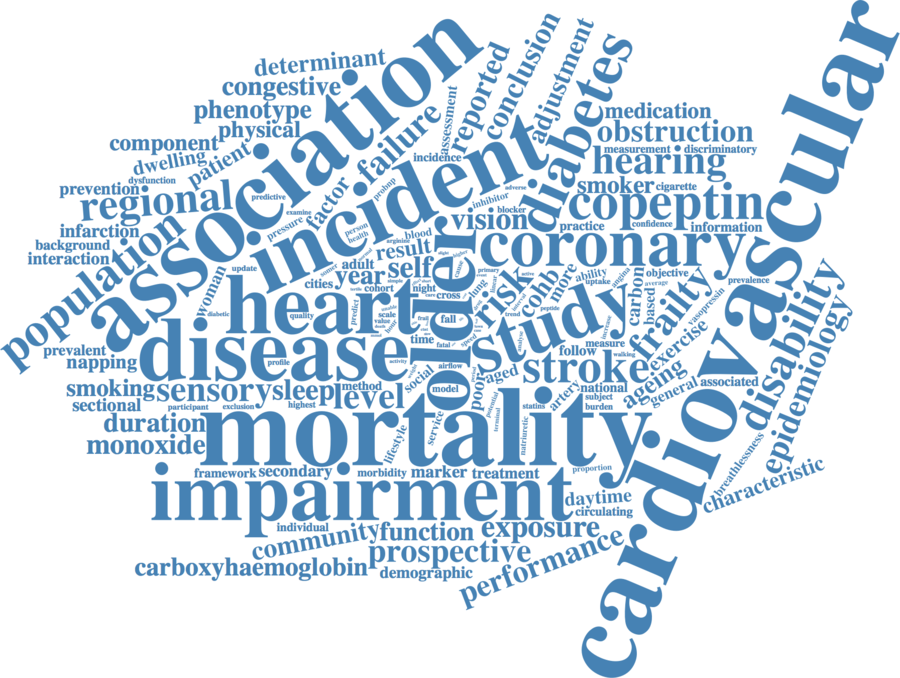 determinant
congestive
phenotype
physical
component
dwelling
patient
dysfunction
prevention
regional
predictive
infarction
background
interaction
population
association
incident
factor
failure
examine
pressure
assessment
reported
conclusion
adjustment
incidence
probnp
diabetes
medication
obstruction
measurement
discriminatory
hearing
smoker
cigarette
copeptin
inhibitor
adverse
blocker
vision
practice
confidence
information
coronary
cardiovascular
person
health
arginine
blood
result
adult
year
self
cities
cohort
night
woman
update
diabetic
quality
heart
older
risk
cohb
more
ability
uptake
angina
carbon
based
objective
average
frailty
vasopressin
prevalence
disability
epidemiology
exercise
prevalent
napping
disease
profile
predict
scale
value
time
fall
fatal
cross
lung
primary
active
trend
peptide
study
measure
increase
walking
follow
stroke
ageing
general
associated
smoking
sensory
sleep
method
level
social
airflow
model
poor
aged
activity
artery
national
subject
burden
sectional
participant
exclusion
highest
duration
monoxide
mortality
lifestyle
service
potential
terminal
statins
natriuretic
framework
secondary
morbidity
marker
treatment
proportion
impairment
daytime
circulating
breathlessness
characteristic
individual
community
function
exposure
carboxyhaemoglobin
prospective
demographic
performance